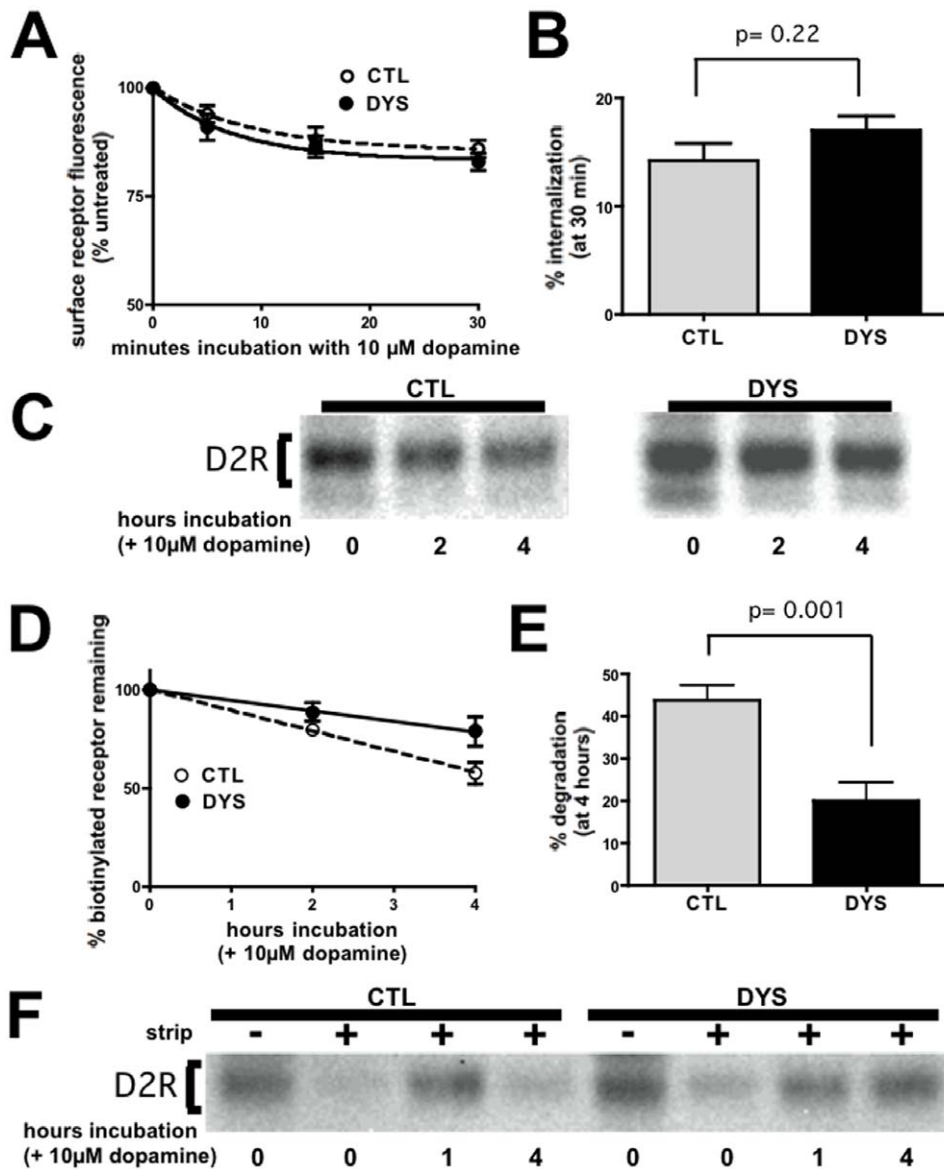 A
CTL
DYS
100
75
50
surface receptor fluorescence
(% untreated)
0
10
20
30
minutes incubation with 10 µM dopamine
B
p= 0.22
20
10
0
% internalization
(at 30 min)
CTL
DYS
C
CTL
DYS
D2R
hours incubation
(+ 10µM dopamine)
0 2 4 0 2 4
D
% biotinylated receptor remaining
100
50
0
CTL
DYS
0 1 2 3 4
hours incubation
(+ 10µM dopamine)
E
p= 0.001
50
40
30
20
10
0
% degradation
(at 4 hours)
CTL
DYS
F
CTL
DYS
strip - + + + - + + +
D2R
hours incubation
(+ 10µM dopamine)
0 0 1 4 0 0 1 4